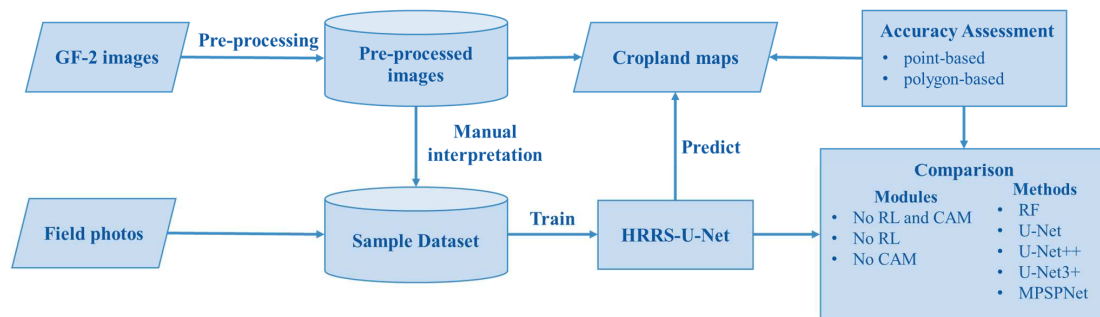 GF-2 images
Pre-processing
Pre-processed
images
Cropland maps
Accuracy Assessment
• point-based
• polygon-based
Manual
interpretation
Predict
Field photos
Sample Dataset
Train
HRRS-U-Net
Comparison
Modules
• No RL and CAM
• No RL
• No CAM
Methods
• RF
• U-Net
• U-Net++
• U-Net3+
• MPSPNet